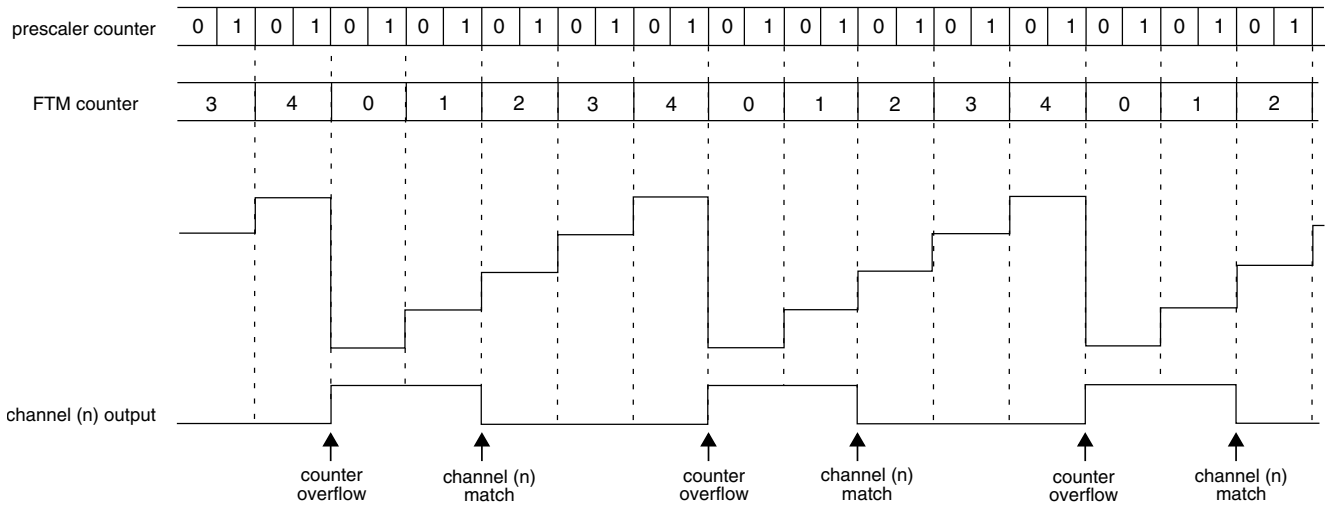 prescaler counter 0 1 0 1 0 1 0 1 0 1 0 1 0 1 0 1 0 1 0 1 0 1 0 1 0 1 0 1 0 1
FTM counter 3 4 0 1 2 3 4 0 1 2 3 4 0 1 2
channel (n) output
counter overflow
channel (n) match
counter overflow
channel (n) match
counter overflow
channel (n) match